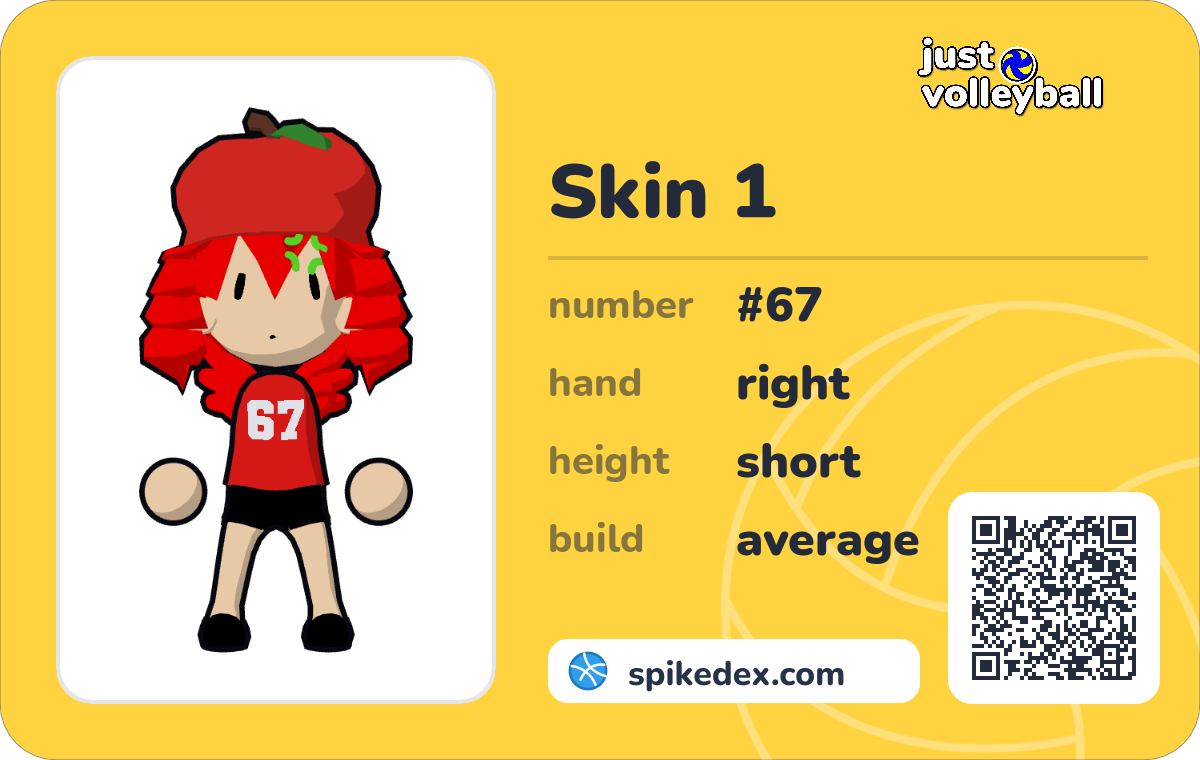 just
volleyball
Skin 1
number #67
hand right
height short
build average
67
spikedex.com